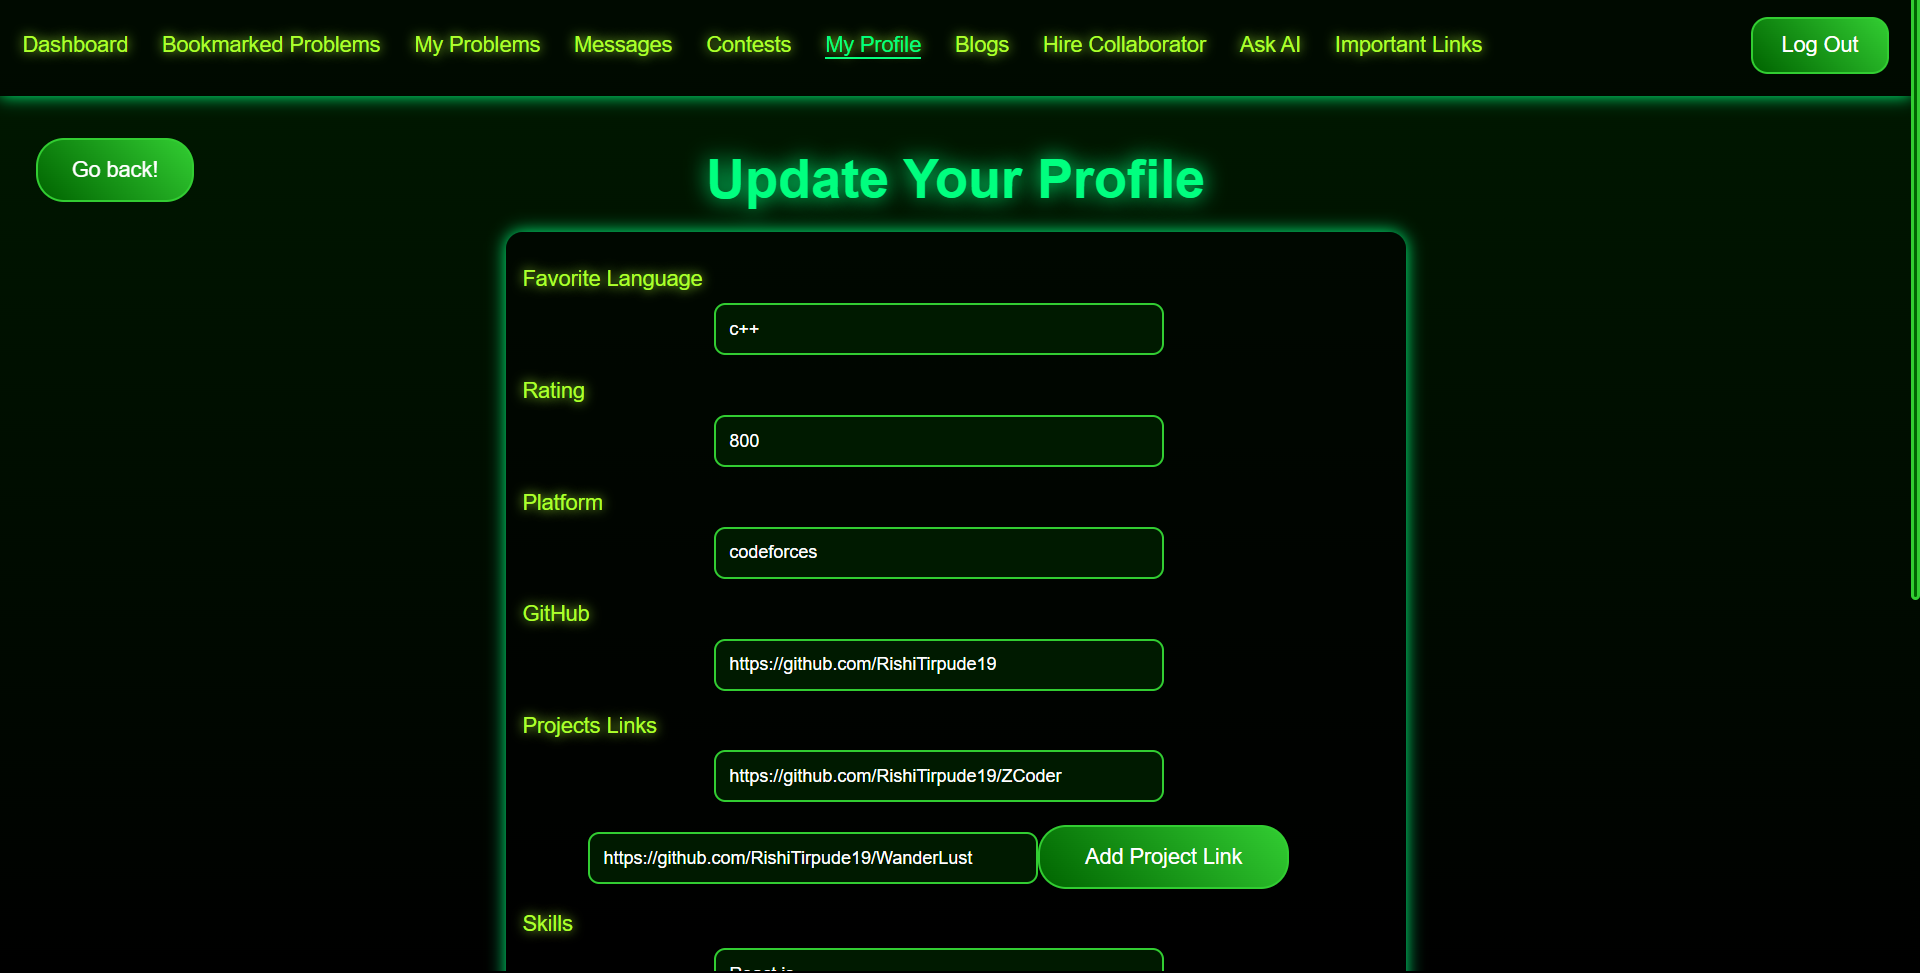 Dashboard Bookmarked Problems My Problems Messages Contests My Profile Blogs Hire Collaborator Ask AI Important Links Log Out
Go back!
Update Your Profile
Favorite Language
c++
Rating
800
Platform
codeforces
GitHub
https://github.com/RishiTirpude19
Projects Links
https://github.com/RishiTirpude19/ZCoder
https://github.com/RishiTirpude19/WanderLust Add Project Link
Skills